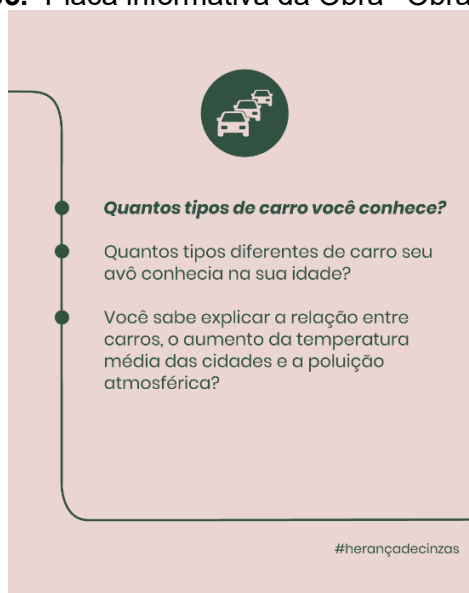 Placa Informativa da Obra "Obra
Quantos tipos de carro você conhece?
Quantos tipos diferentes de carro seu
avô conhecia na sua idade?
Você sabe explicar a relação entre
carros, o aumento da temperatura
média das cidades e a poluição
atmosférica?
#herançadecinzas